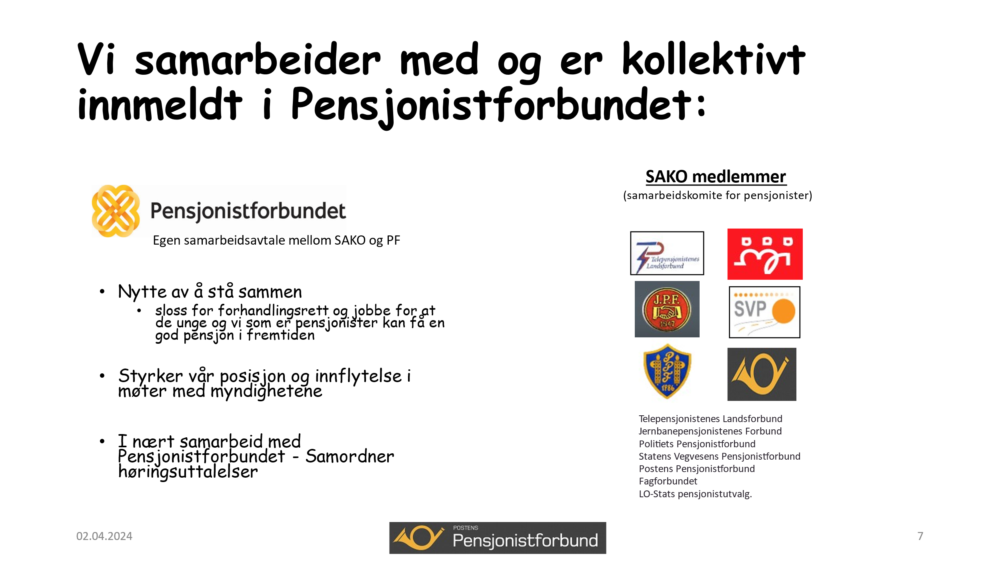 Vi samarbeider med og er kollektivt
innmeldt i Pensjonistforbundet:
Pensjonistforbundet
Egen samarbeidsavtale mellom SAKO og PF
• Nytte av å stå sammen
• sloss for forhandlingsrett og jobbe for at
de unge og vi som er pensjonister kan få en
god pensjon i fremtiden
• Styrker vår posisjon og innflytelse i
møter med myndighetene
• I nært samarbeid med
Pensjonistforbundet - Samordner
høringsuttalelser
SAKO medlemmer
(samarbeidskomite for pensjonister)
Telepensjonistenes
Landsforbund
J.P.F.
1947
SVP
PPF
1986
Telepensjonistenes Landsforbund
Jernbanepensjonistenes Forbund
Politiets Pensjonistforbund
Statens Vegvesens Pensjonistforbund
Postens Pensjonistforbund
Fagforbundet
LO-Stats pensjonistutvalg.
02.04.2024
POSTENS
Pensjonistforbund
7